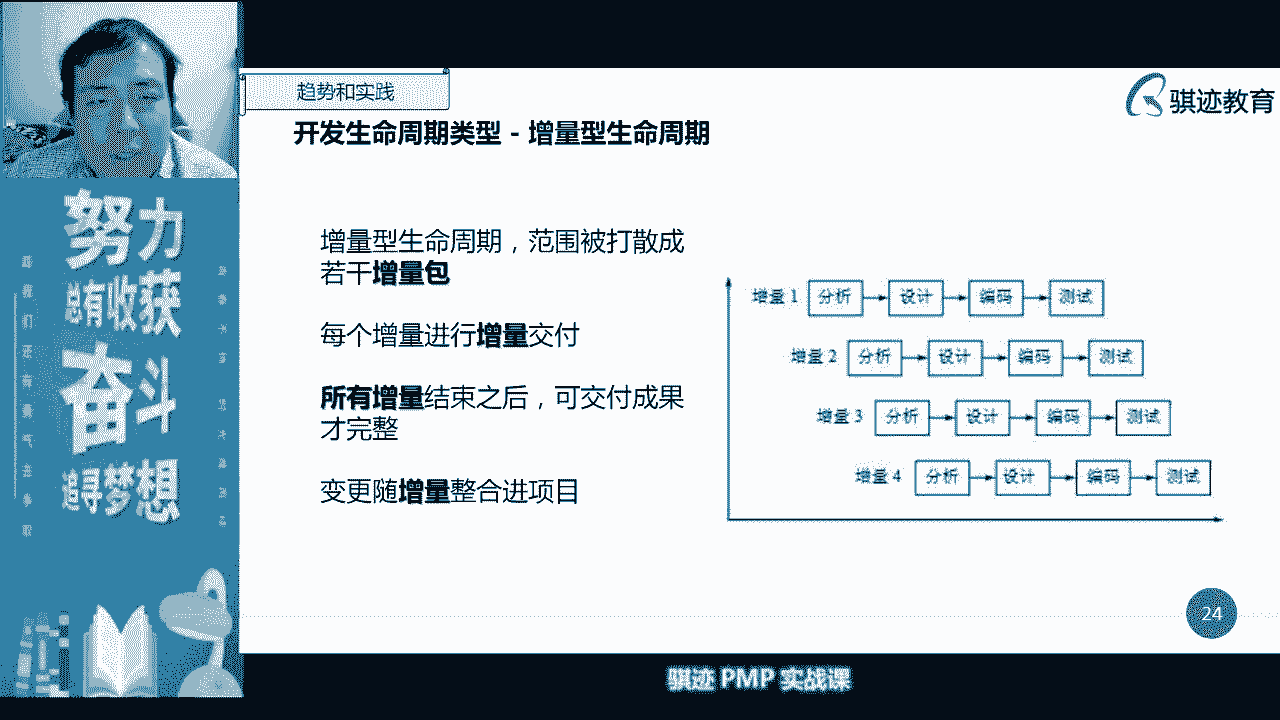 趋势和实践
骐迹教育
开发生命周期类型 - 增量型生命周期
努力
总有收获
奋斗
追寻梦想
增量型生命周期，范围被打散成
若干增量包
每个增量进行增量交付
所有增量结束之后，可交付成果
才完整
变更随增量整合进项目
增量 1 分析 设计 编码 测试
增量 2 分析 设计 编码 测试
增量 3 分析 设计 编码 测试
增量 4 分析 设计 编码 测试
24
骐迹 PMP 实战课